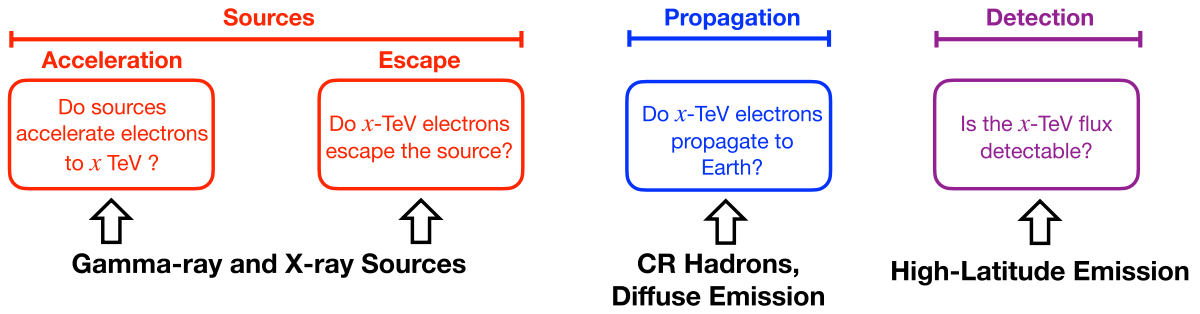 Sources
Propagation
Detection
Acceleration
Escape
Do sources
accelerate electrons
to x TeV ?
Do x-TeV electrons
escape the source?
Do x-TeV electrons
propagate to
Earth?
Is the x-TeV flux
detectable?
Gamma-ray and X-ray Sources
CR Hadrons,
Diffuse Emission
High-Latitude Emission